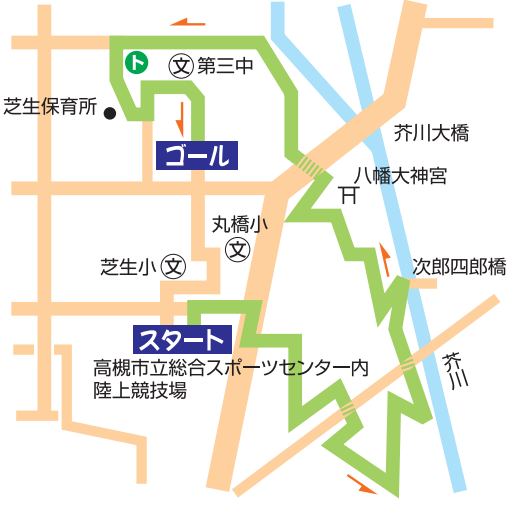 ト
文 第三中
芝生保育所
芥川大橋
ゴール
八幡大神宮
丸橋小
文
芝生小 文
次郎四郎橋
スタート
高槻市立総合スポーツセンター内
陸上競技場
芥川